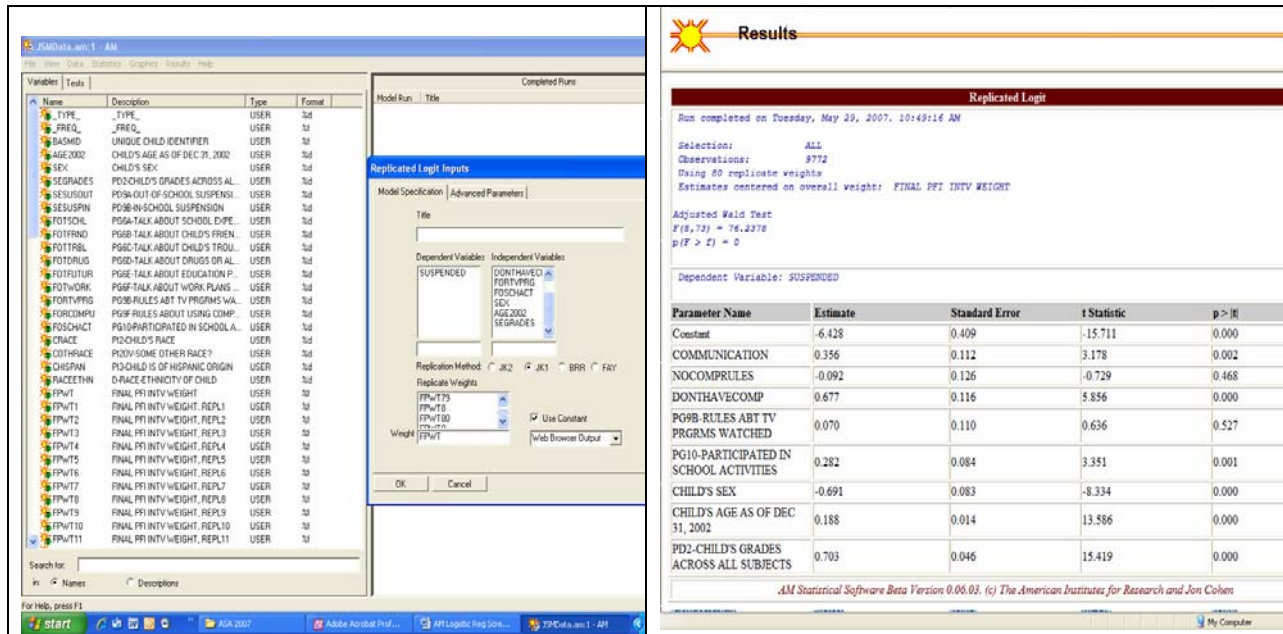 JSMData.am:1 - AM
File View Data Statistics Graphics Results Help
Variables Tests
Name Description Type Format
_TYPE_ _TYPE_ USER %d
_FREQ_ _FREQ_ USER %f
BASMID UNIQUE CHILD IDENTIFIER USER %d
AGE2002 CHILD'S AGE AS OF DEC 31, 2002 USER %d
SEX CHILD'S SEX USER %d
SEGRADES PD2-CHILD'S GRADES ACROSS AL... USER %d
SESUSOUT PD9A-OUT-OF-SCHOOL SUSPENSI... USER %d
SESUSPIN PD9B-IN-SCHOOL SUSPENSION USER %d
FOTSCHL PG6A-TALK ABOUT SCHOOL EXPE... USER %d
FOTFRND PG6B-TALK ABOUT CHILD'S FRIEN... USER %d
FOTTRBL PG6C-TALK ABOUT CHILD'S TROU... USER %d
FOTDRUG PG6D-TALK ABOUT DRUGS OR AL... USER %d
FOTFUTUR PG6E-TALK ABOUT EDUCATION P... USER %d
FOTWORK PG6F-TALK ABOUT WORK PLANS ... USER %d
FORTVPRG PG9B-RULES ABT TV PRGRMS WA... USER %d
FORCOMPU PG9F-RULES ABOUT USING COMP... USER %d
FOSCHACT PG10-PARTICIPATED IN SCHOOL A... USER %d
CRACE PI2-CHILD'S RACE USER %d
COTHRACE PI2OV-SOME OTHER RACE? USER %d
CHISPAN PI3-CHILD IS OF HISPANIC ORIGIN USER %d
RACEETHN D-RACE-ETHNICITY OF CHILD USER %d
FPWT FINAL PFI INTV WEIGHT USER %f
FPWT1 FINAL PFI INTV WEIGHT, REPL1 USER %f
FPWT2 FINAL PFI INTV WEIGHT, REPL2 USER %f
FPWT3 FINAL PFI INTV WEIGHT, REPL3 USER %f
FPWT4 FINAL PFI INTV WEIGHT, REPL4 USER %f
FPWT5 FINAL PFI INTV WEIGHT, REPL5 USER %f
FPWT6 FINAL PFI INTV WEIGHT, REPL6 USER %f
FPWT7 FINAL PFI INTV WEIGHT, REPL7 USER %f
FPWT8 FINAL PFI INTV WEIGHT, REPL8 USER %f
FPWT9 FINAL PFI INTV WEIGHT, REPL9 USER %f
FPWT10 FINAL PFI INTV WEIGHT, REPL10 USER %f
FPWT11 FINAL PFI INTV WEIGHT, REPL11 USER %f
Search for:
in Names Descriptions
For Help, press F1
Completed Runs
Model Run Title
Replicated Logit Inputs
Model Specification Advanced Parameters
Title
Dependent Variables Independent Variables
SUSPENDED
DONTHAVECO
FORTVPRG
FOSCHACT
SEX
AGE2002
SEGRADES
Replication Method: JK2 JK1 BRR FAY
Replicate Weights
FPWT79
FPWT8
FPWT80
Use Constant
Weight FPWT
Web Browser Output
OK Cancel
start ASA 2007 Adobe Acrobat Prof... AM Logistic Reg Scre... JSMData.am:1 - AM
Results
Replicated Logit
Run completed on Tuesday, May 29, 2007. 10:49:16 AM
Selection: ALL
Observations: 9772
Using 80 replicate weights
Estimates centered on overall weight: FINAL PFI INTV WEIGHT
Adjusted Wald Test
F(8,73) = 76.2378
p(F > f) = 0
Dependent Variable: SUSPENDED
Parameter Name Estimate Standard Error t Statistic p > |t|
Constant -6.428 0.409 -15.711 0.000
COMMUNICATION 0.356 0.112 3.178 0.002
NOCOMPRULES -0.092 0.126 -0.729 0.468
DONTHAVECOMP 0.677 0.116 5.856 0.000
PG9B-RULES ABT TV
PRGRMS WATCHED 0.070 0.110 0.636 0.527
PG10-PARTICIPATED IN
SCHOOL ACTIVITIES 0.282 0.084 3.351 0.001
CHILD'S SEX -0.691 0.083 -8.334 0.000
CHILD'S AGE AS OF DEC
31, 2002 0.188 0.014 13.586 0.000
PD2-CHILD'S GRADES
ACROSS ALL SUBJECTS 0.703 0.046 15.419 0.000
AM Statistical Software Beta Version 0.06.03. (c) The American Institutes for Research and Jon Cohen
My Computer